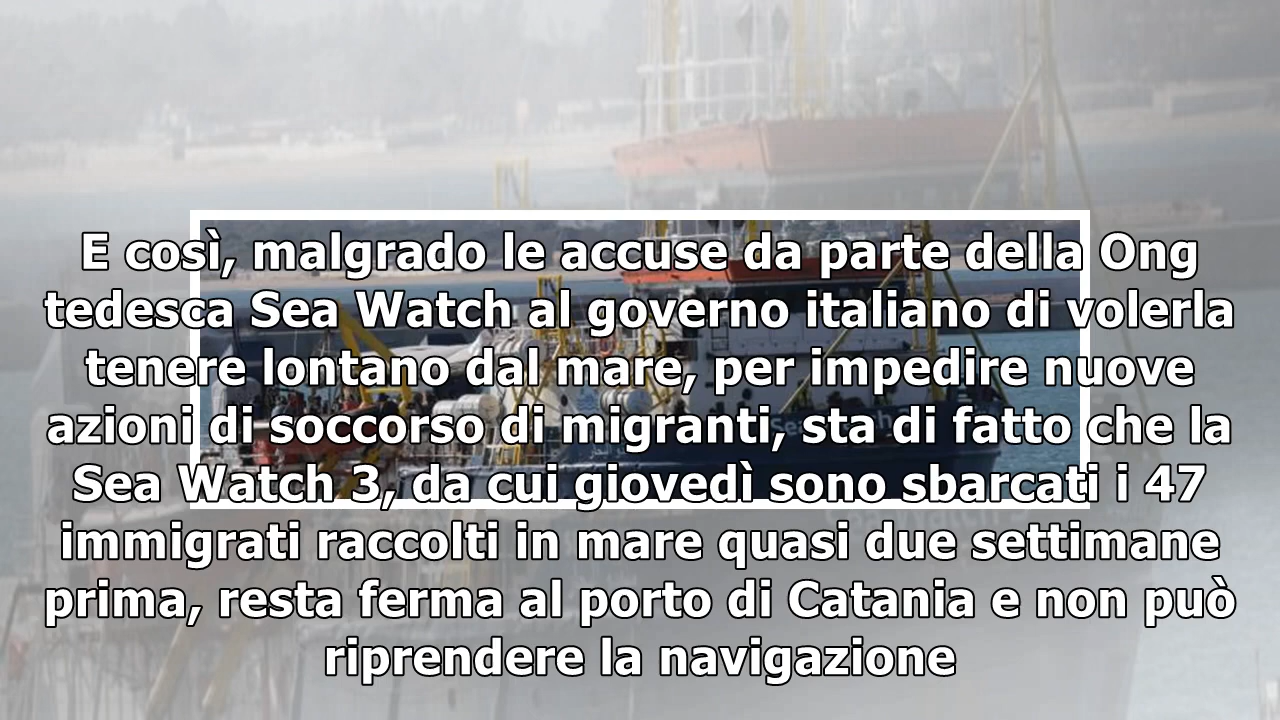 E così, malgrado le accuse da parte della Ong
tedesca Sea Watch al governo italiano di volerla
tenere lontano dal mare, per impedire nuove
azioni di soccorso di migranti, sta di fatto che la
Sea Watch 3, da cui giovedì sono sbarcati i 47
immigrati raccolti in mare quasi due settimane
prima, resta ferma al porto di Catania e non può
riprendere la navigazione